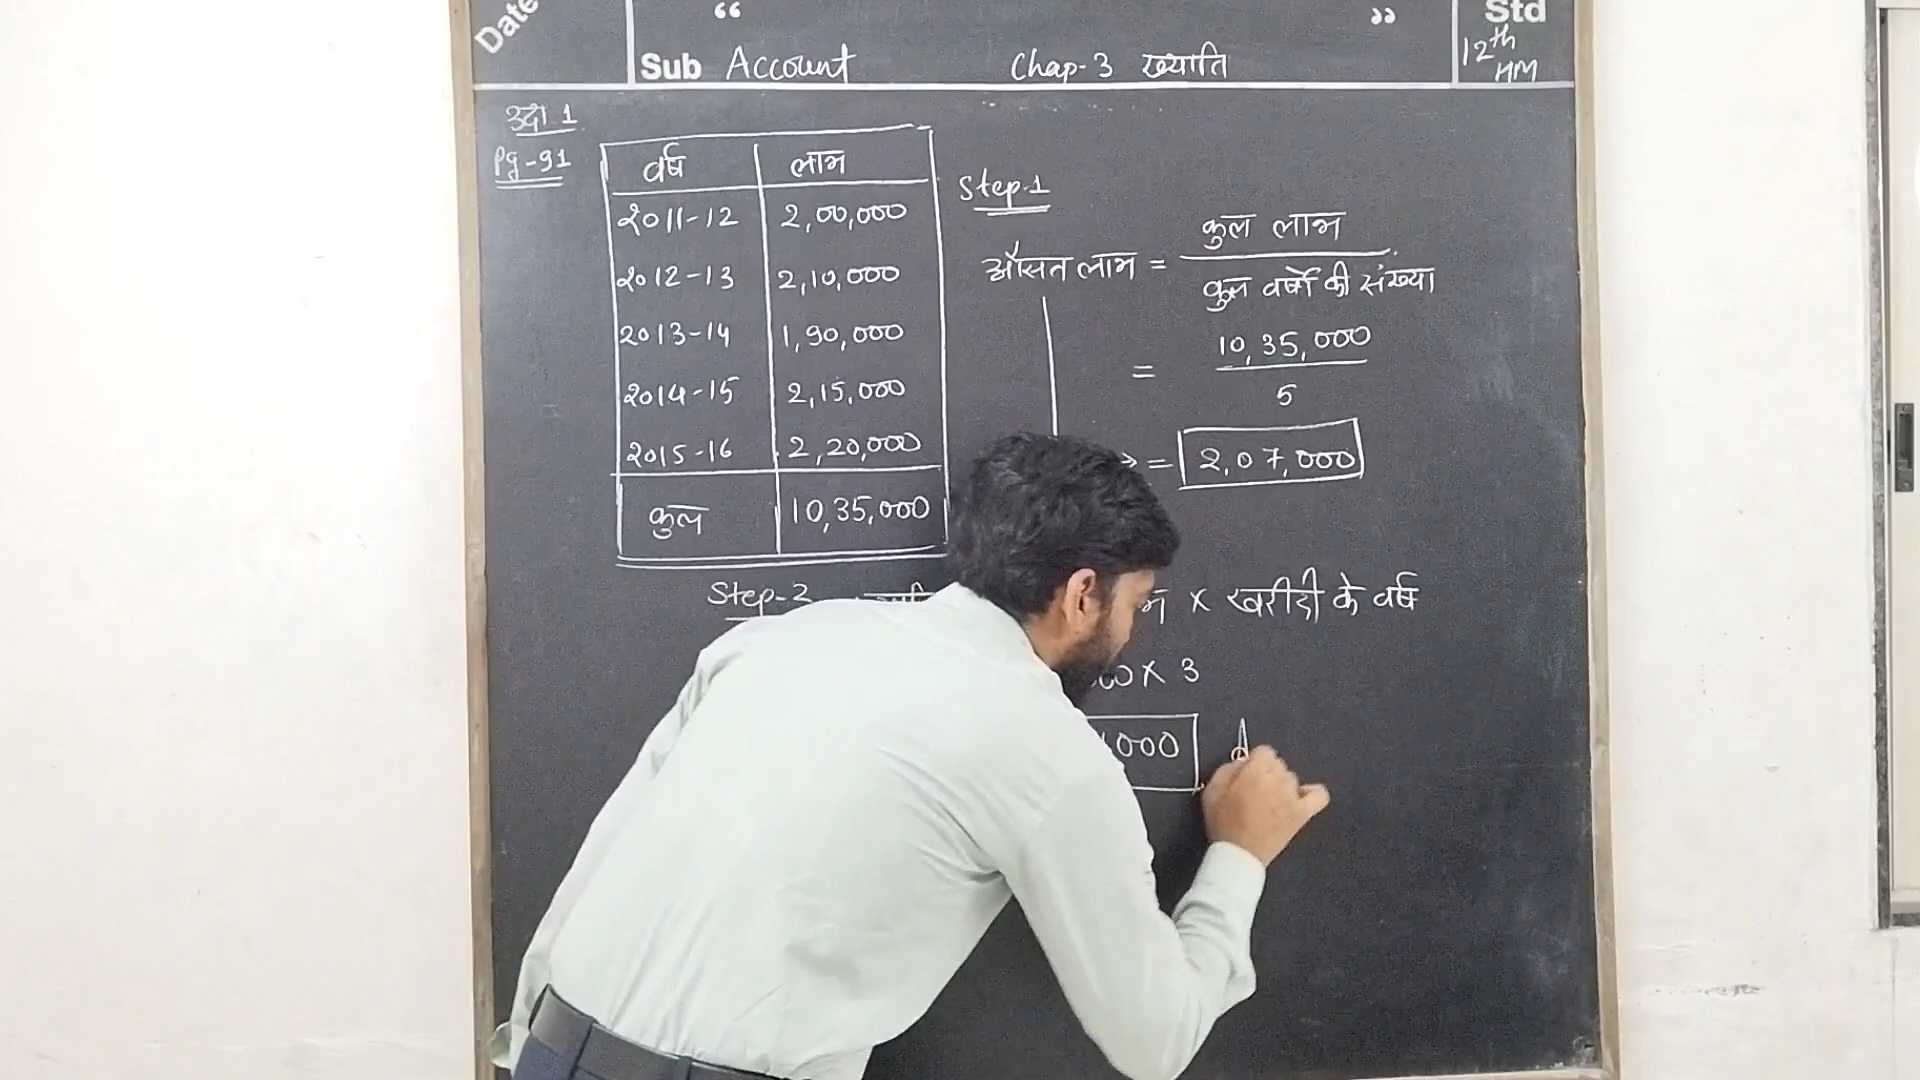 Date
“ ”
Std
Sub Account Chap-3 ख्याति
12th HM
उदा 1
Pg-91
वर्ष लाभ
2011-12 2,00,000
2012-13 2,10,000
2013-14 1,90,000
2014-15 2,15,000
2015-16 2,20,000
कुल 10,35,000
Step-1
औसत लाभ = कुल लाभ
कुल वर्षों की संख्या
= 10,35,000
5
= 2,07,000
Step-2 × खरीदी के वर्ष
× 3
000